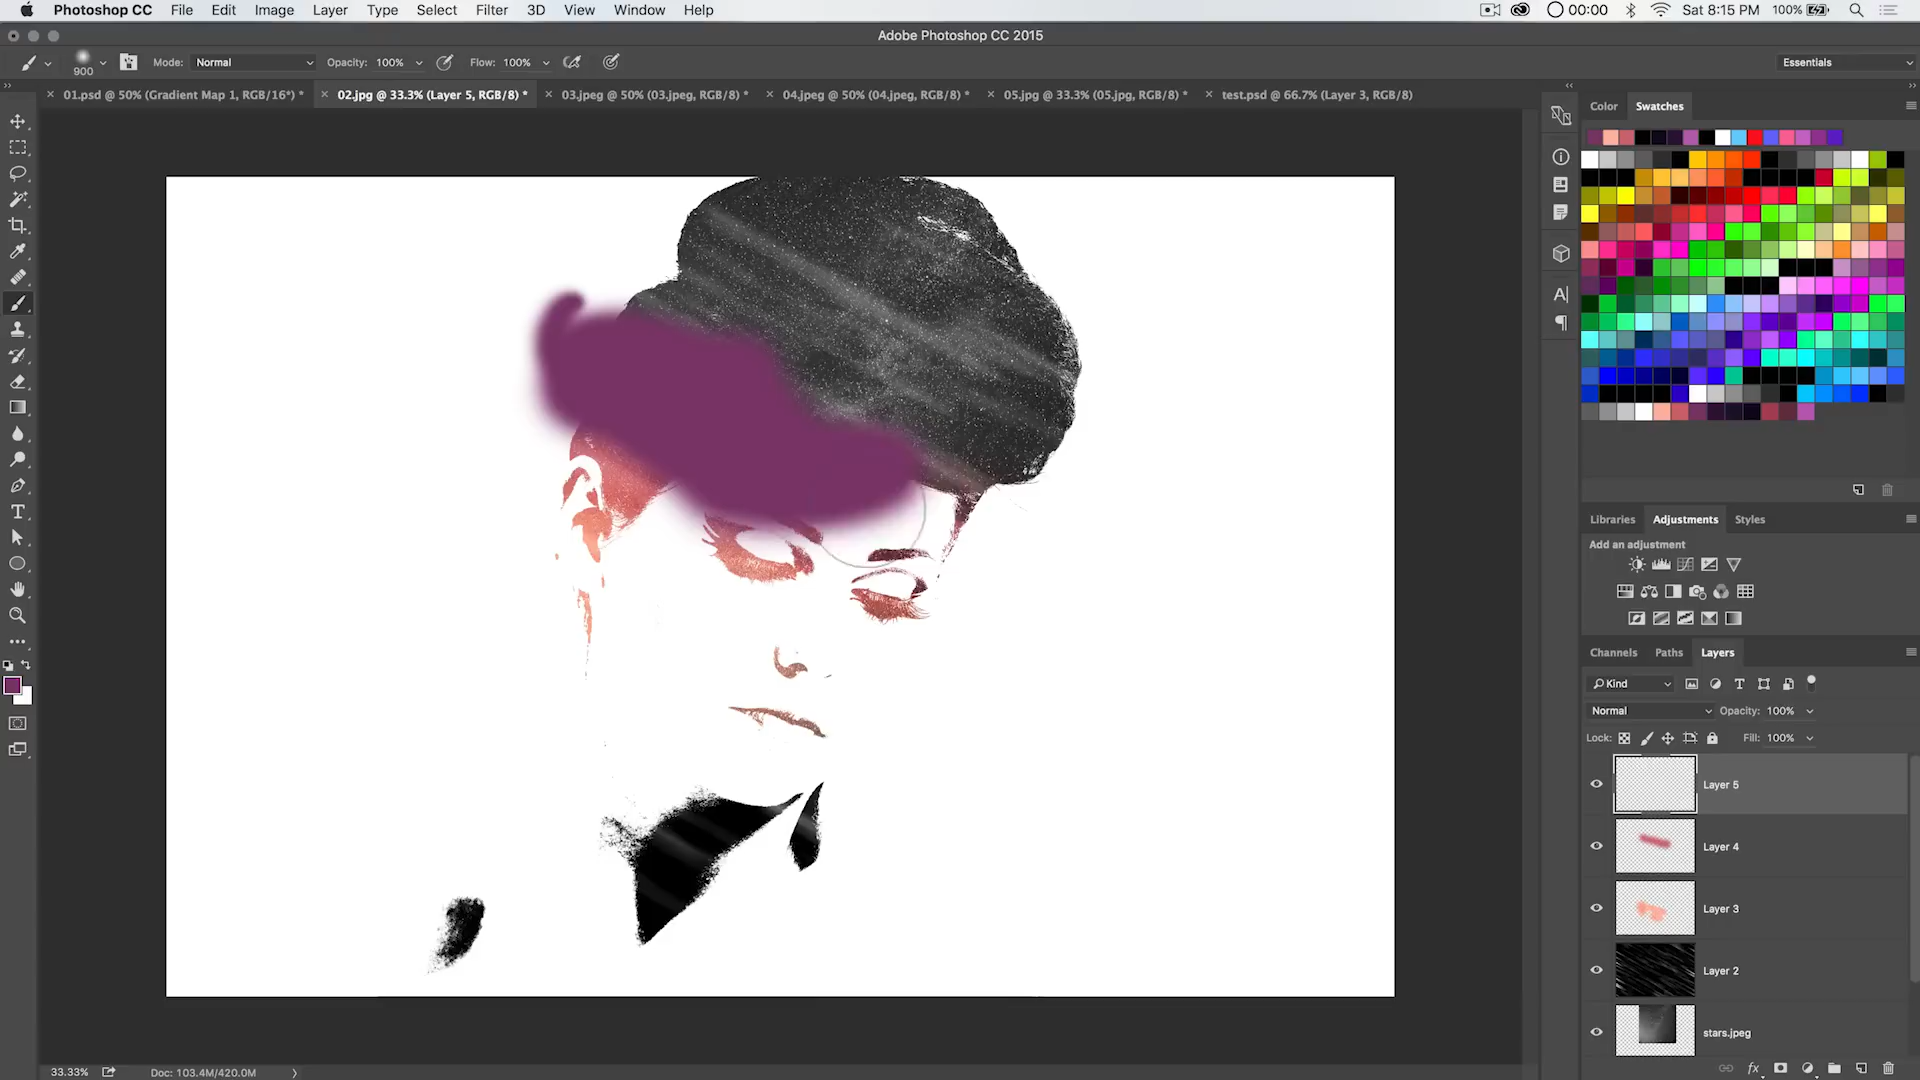 Photoshop CC File Edit Image Layer Type Select Filter 3D View Window Help 00:00 Sat 8:15 PM 100%
Adobe Photoshop CC 2015
900 Mode: Normal Opacity: 100% Flow: 100% Essentials
01.psd @ 50% (Gradient Map 1, RGB/16*) * 02.jpg @ 33.3% (Layer 5, RGB/8) * 03.jpeg @ 50% (03.jpeg, RGB/8) * 04.jpeg @ 50% (04.jpeg, RGB/8) * 05.jpg @ 33.3% (05.jpg, RGB/8) * test.psd @ 66.7% (Layer 3, RGB/8)
Color Swatches
Libraries Adjustments Styles
Add an adjustment
Channels Paths Layers
Kind
Normal Opacity: 100%
Lock: Fill: 100%
Layer 5
Layer 4
Layer 3
Layer 2
stars.jpeg
33.33% Doc: 103.4M/420.0M